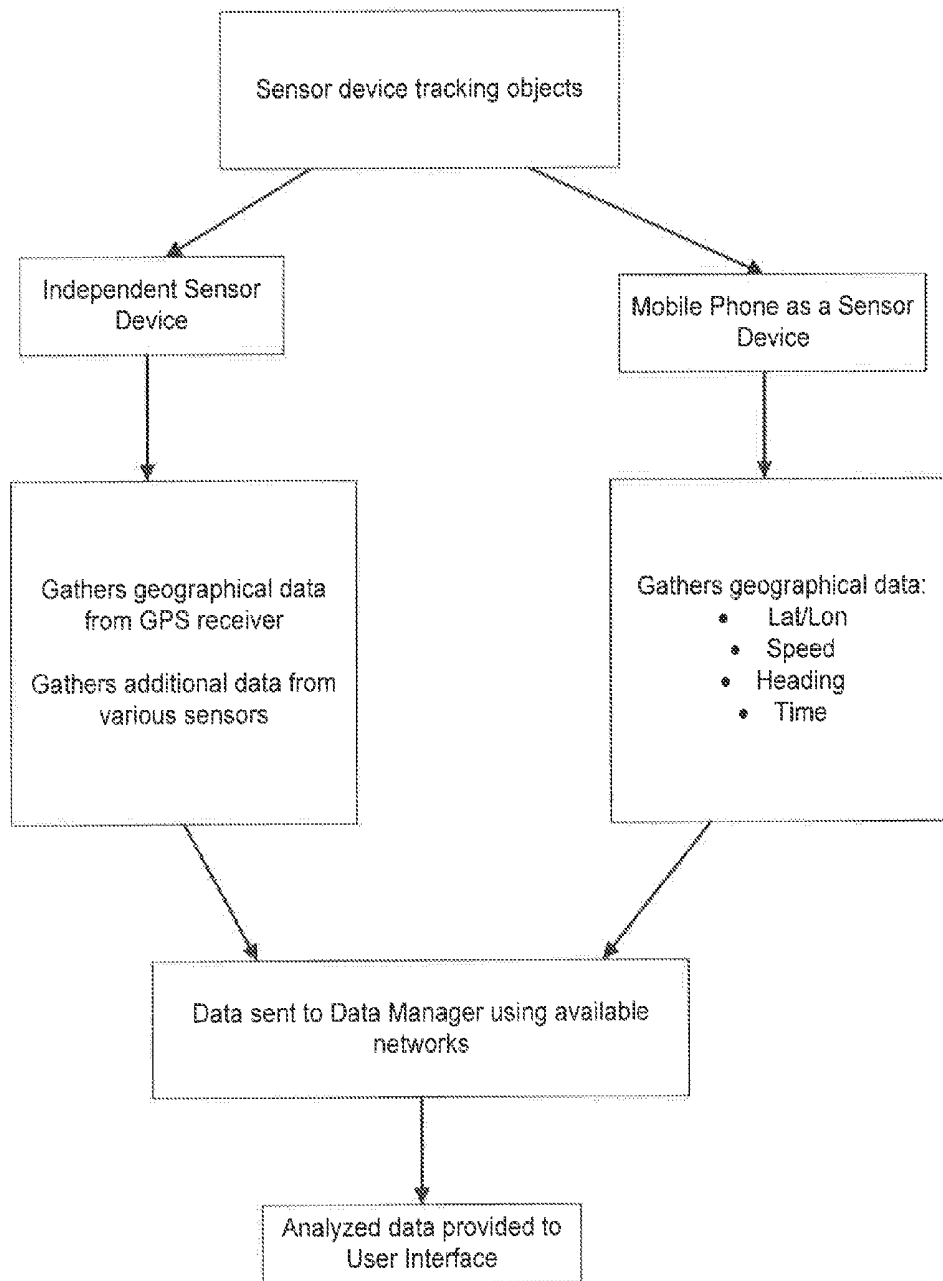 Sensor device tracking objects
Independent Sensor
Device
Mobile Phone as a Sensor
Device
Gathers geographical data
from GPS receiver
Gathers additional data from
various sensors
Gathers geographical data:
• Lat/Lon
• Speed
• Heading
• Time
Data sent to Data Manager using available
networks
Analyzed data provided to
User Interface